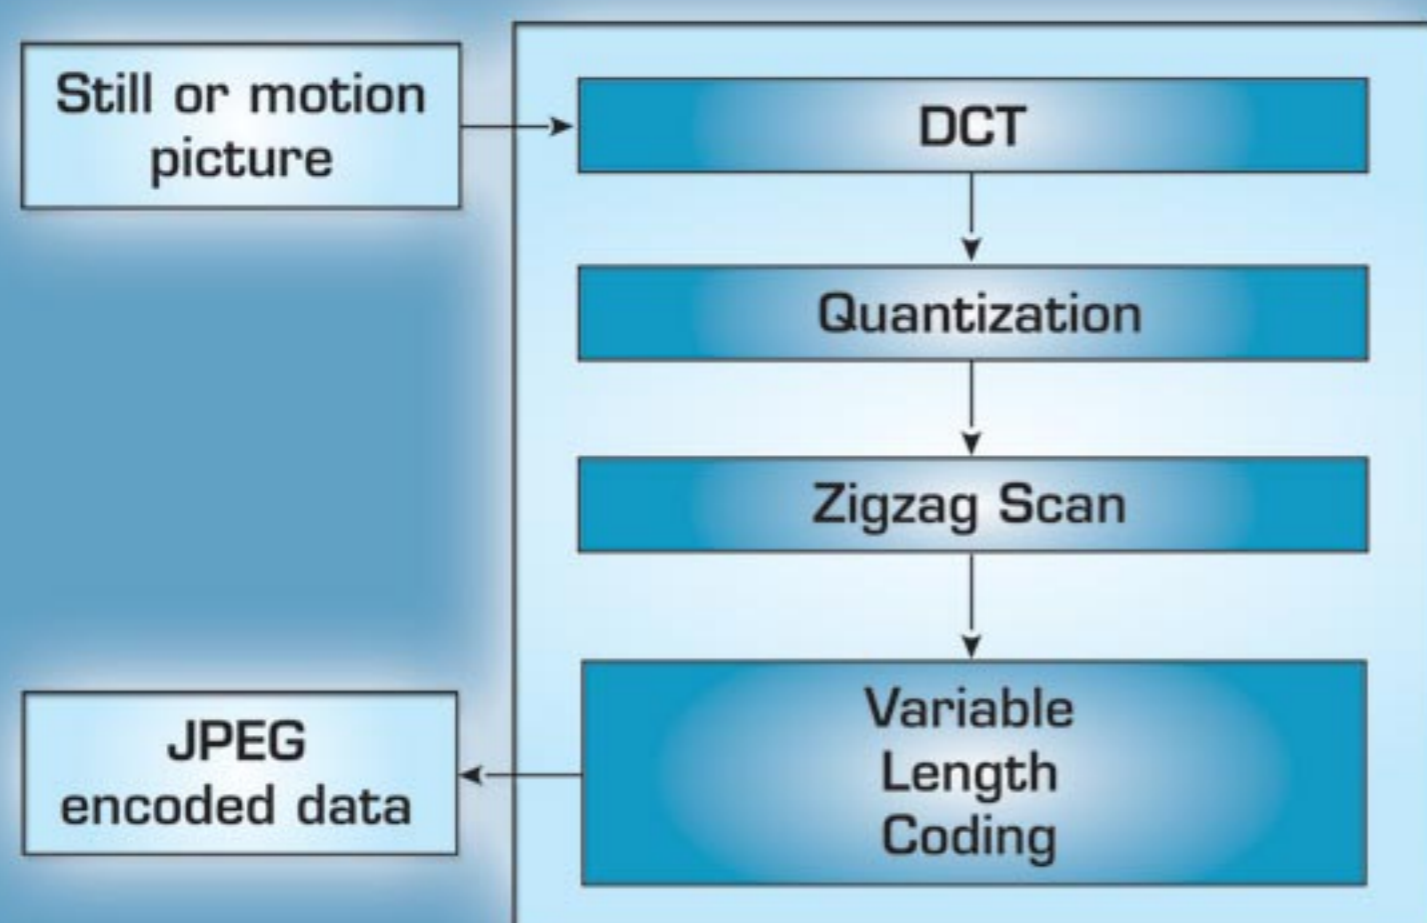 Still or motion
picture
DCT
Quantization
Zigzag Scan
Variable
Length
Coding
JPEG
encoded data